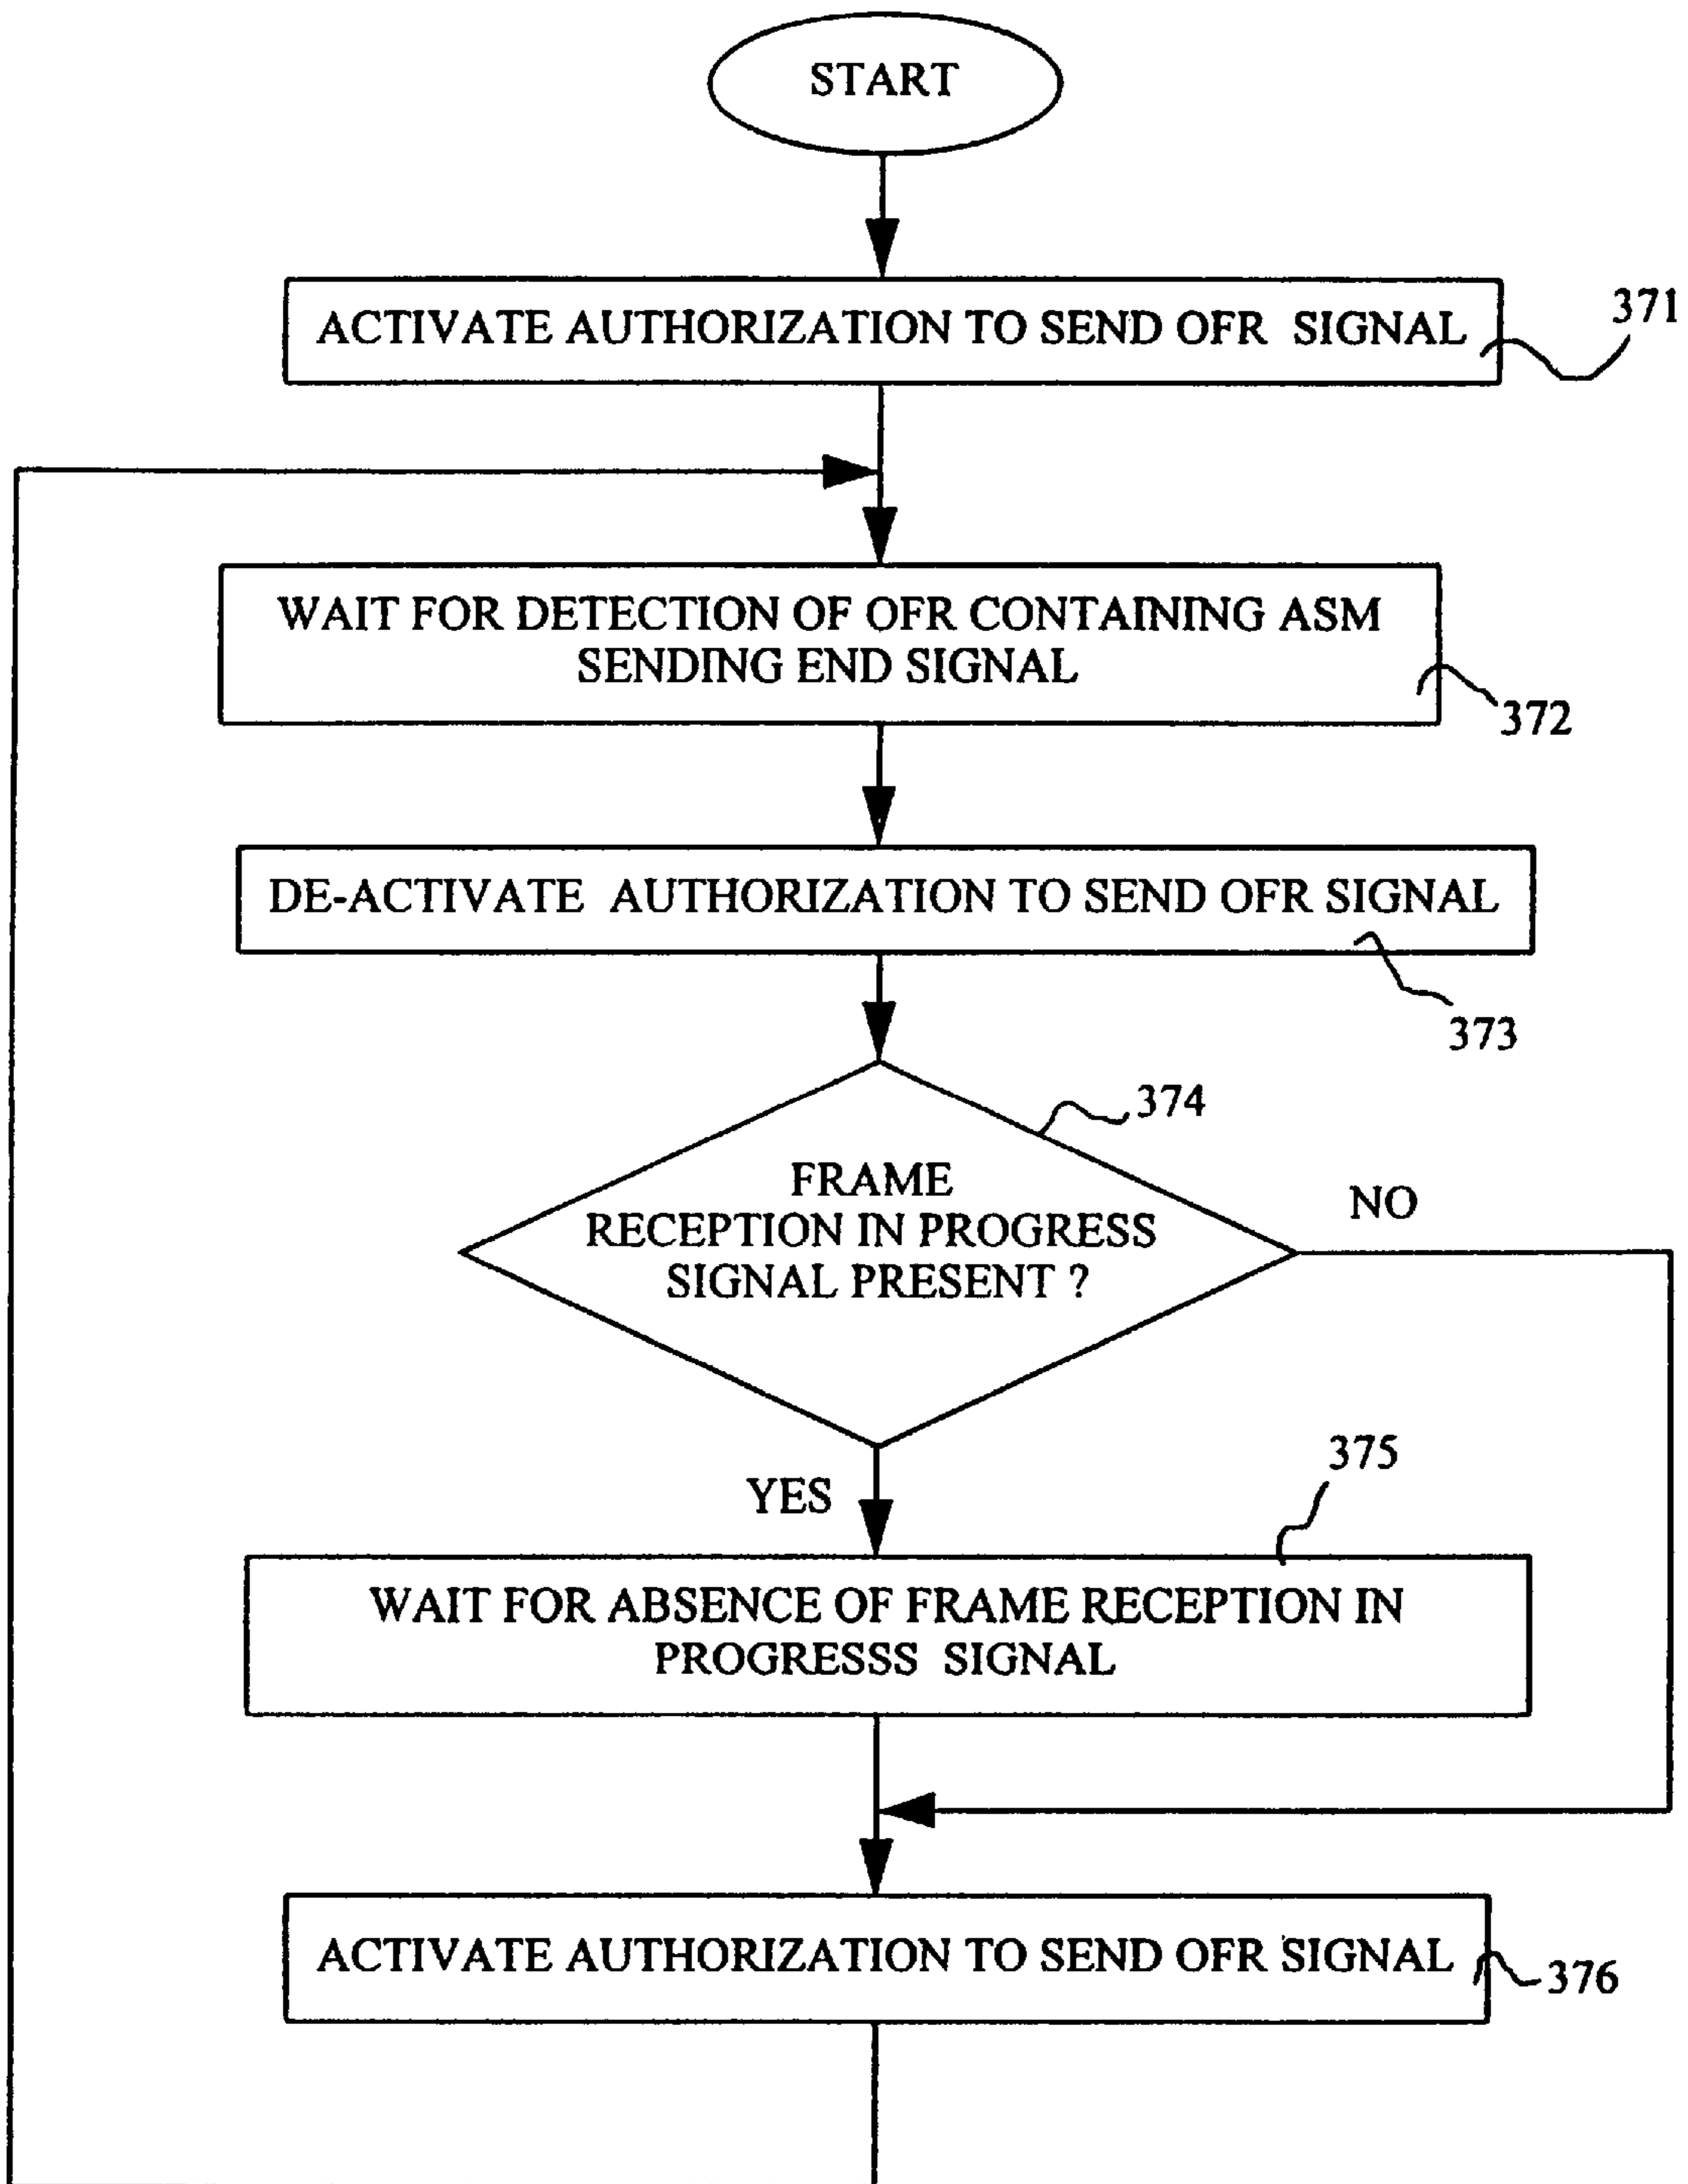 START
ACTIVATE AUTHORIZATION TO SEND OFR SIGNAL
371
WAIT FOR DETECTION OF OFR CONTAINING ASM
SENDING END SIGNAL
372
DE-ACTIVATE AUTHORIZATION TO SEND OFR SIGNAL
373
374
FRAME
RECEPTION IN PROGRESS
SIGNAL PRESENT ?
NO
YES
375
WAIT FOR ABSENCE OF FRAME RECEPTION IN
PROGRESSS SIGNAL
ACTIVATE AUTHORIZATION TO SEND OFR SIGNAL
376